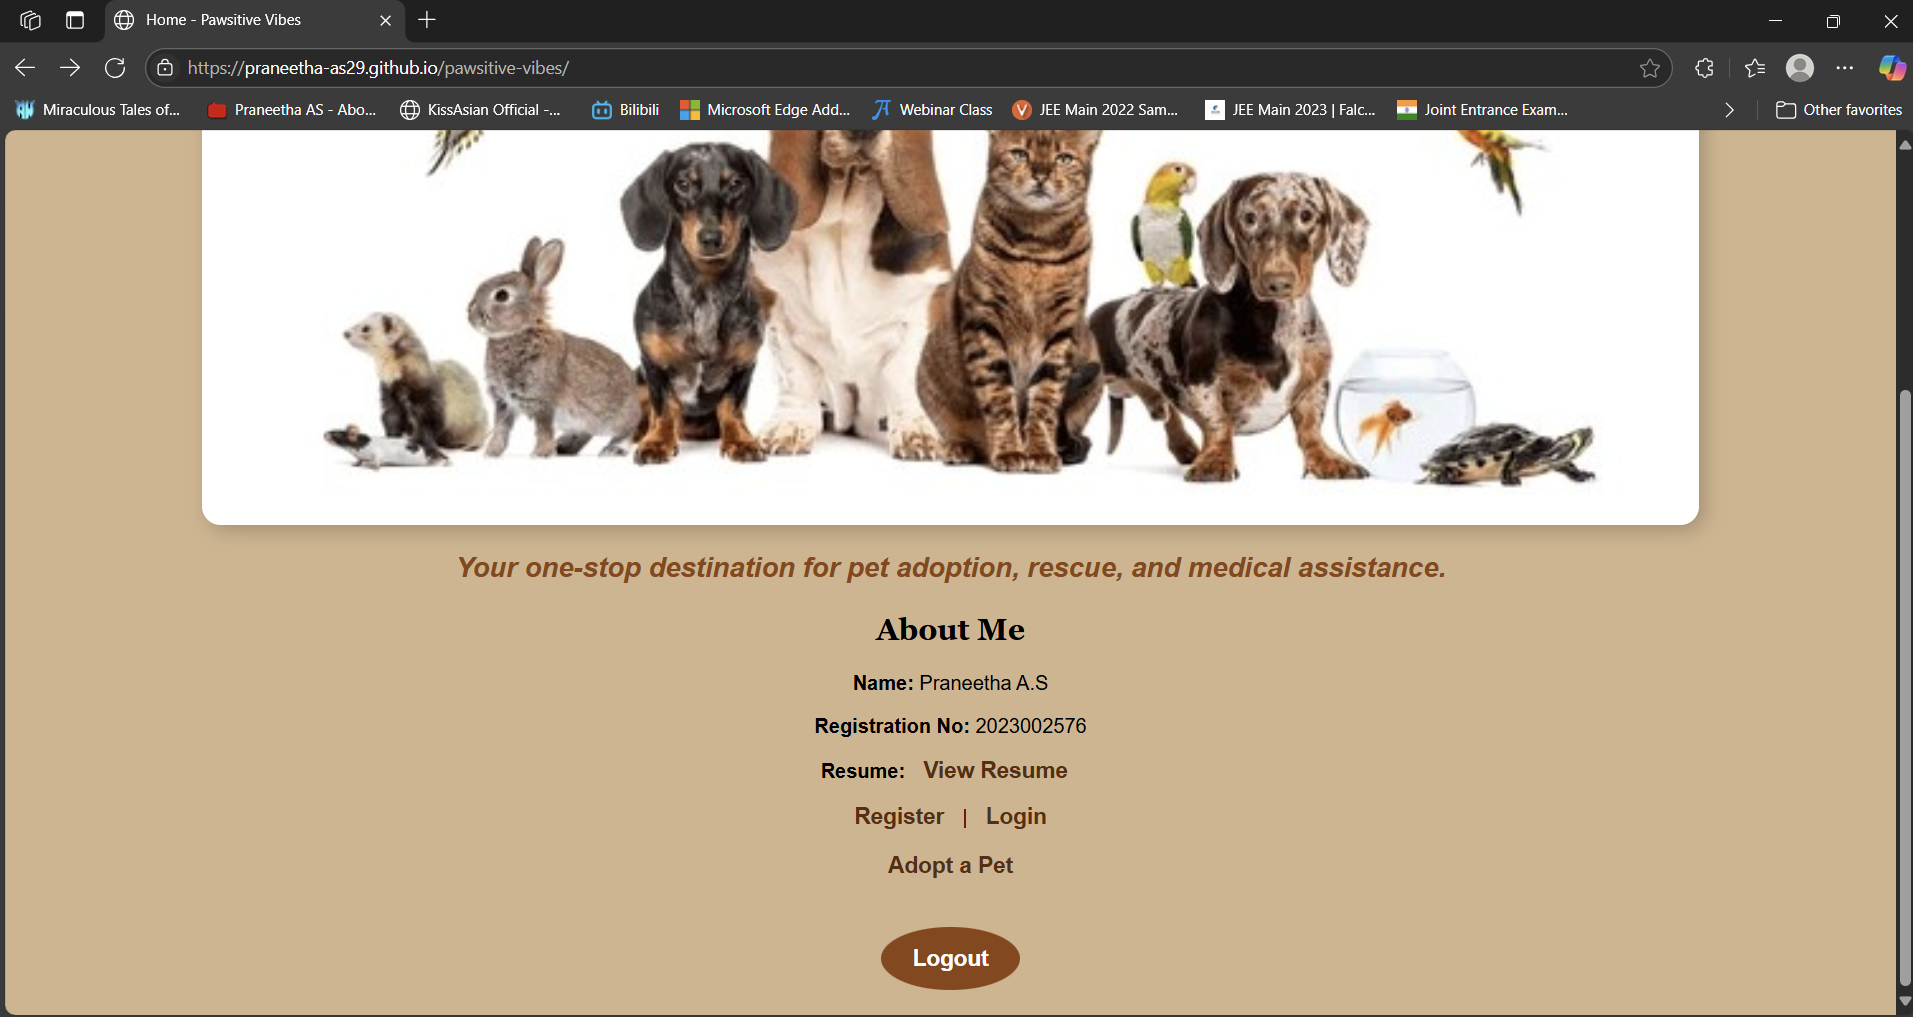 Home - Pawsitive Vibes
https://praneetha-as29.github.io/pawsitive-vibes/
Miraculous Tales of... Praneetha AS - Abo... KissAsian Official -... Bilibili Microsoft Edge Add... Webinar Class JEE Main 2022 Sam... JEE Main 2023 | Falc... Joint Entrance Exam... Other favorites
Your one-stop destination for pet adoption, rescue, and medical assistance.
About Me
Name: Praneetha A.S
Registration No: 2023002576
Resume: View Resume
Register | Login
Adopt a Pet
Logout